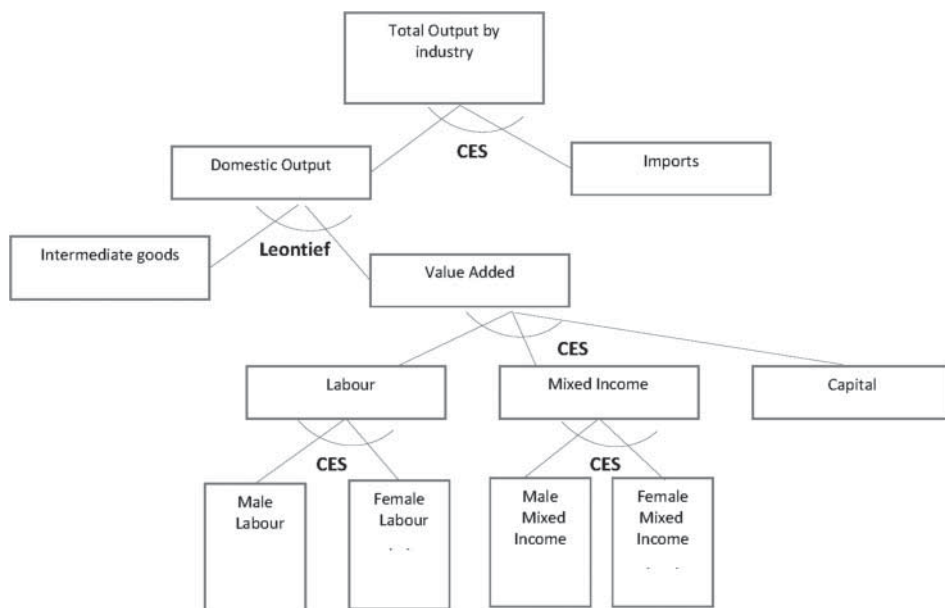 Total Output by
industry
CES
Domestic Output
Imports
Leontief
Intermediate goods
Value Added
CES
Labour
Mixed Income
Capital
CES
CES
Male
Labour
Female
Labour
Male
Mixed
Income
Female
Mixed
Income